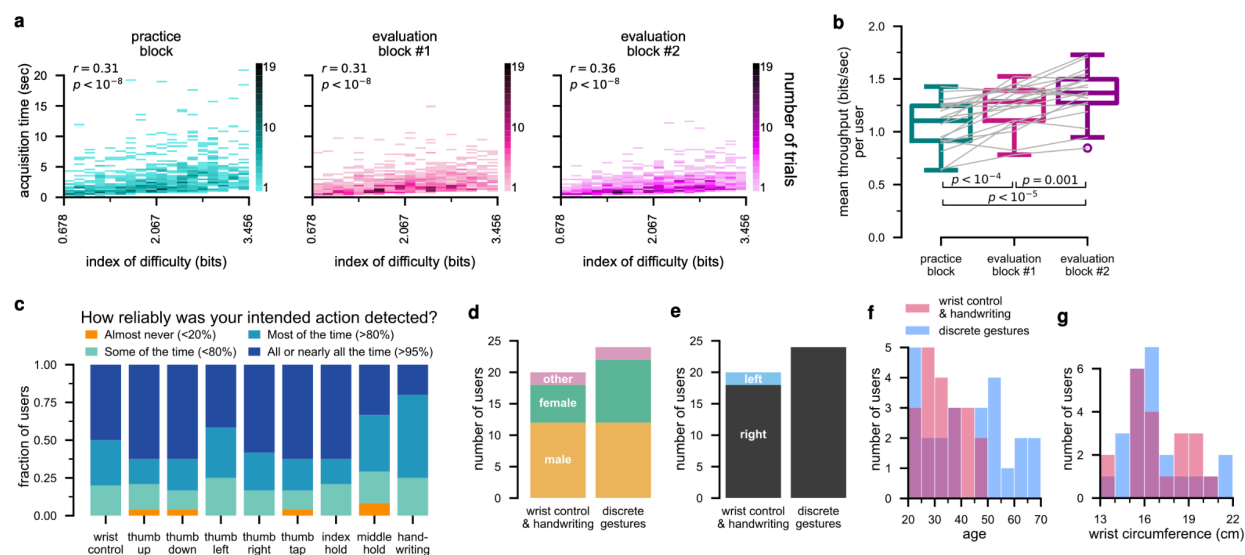 a
practice
block
evaluation
block #1
evaluation
block #2
acquisition time (sec)
20
15
10
5
0
r = 0.31
p < 10⁻⁸
19
10
1
r = 0.31
p < 10⁻⁸
19
10
1
r = 0.36
p < 10⁻⁸
19
10
1
number of trials
0.678
2.067
3.456
0.678
2.067
3.456
0.678
2.067
3.456
index of difficulty (bits)
index of difficulty (bits)
index of difficulty (bits)
b
mean throughput (bits/sec)
per user
2.0
1.5
1.0
0.5
0.0
p < 10⁻⁴
p = 0.001
p < 10⁻⁵
practice
block
evaluation
block #1
evaluation
block #2
c
How reliably was your intended action detected?
Almost never (<20%)
Most of the time (>80%)
Some of the time (<80%)
All or nearly all the time (>95%)
fraction of users
1.00
0.75
0.50
0.25
0.00
wrist
control
thumb
up
thumb
down
thumb
left
thumb
right
thumb
tap
index
hold
middle
hold
hand-
writing
d
number of users
25
20
15
10
5
0
other
female
male
wrist control
& handwriting
discrete
gestures
e
number of users
25
20
15
10
5
0
left
right
wrist control
& handwriting
discrete
gestures
f
wrist control
& handwriting
discrete gestures
number of users
5
4
3
2
1
0
20
30
40
50
60
70
age
g
number of users
6
4
2
0
13
16
19
22
wrist circumference (cm)